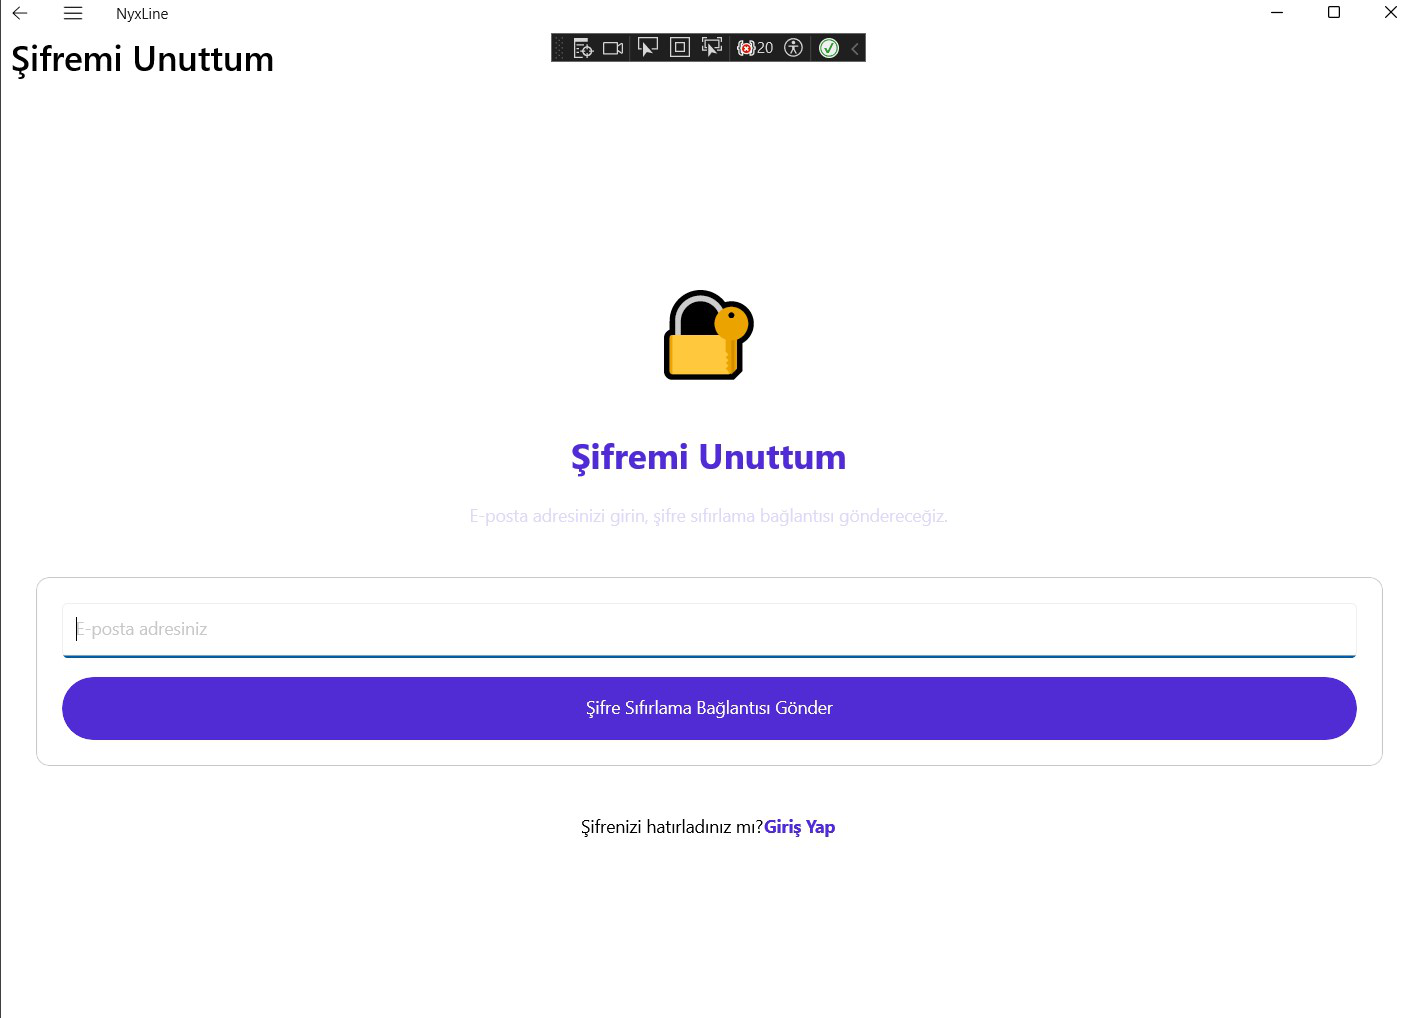 NyxLine
Şifremi Unuttum
20
Şifremi Unuttum
E-posta adresinizi girin, şifre sıfırlama bağlantısı göndereceğiz.
E-posta adresiniz
Şifre Sıfırlama Bağlantısı Gönder
Şifrenizi hatırladınız mı?Giriş Yap